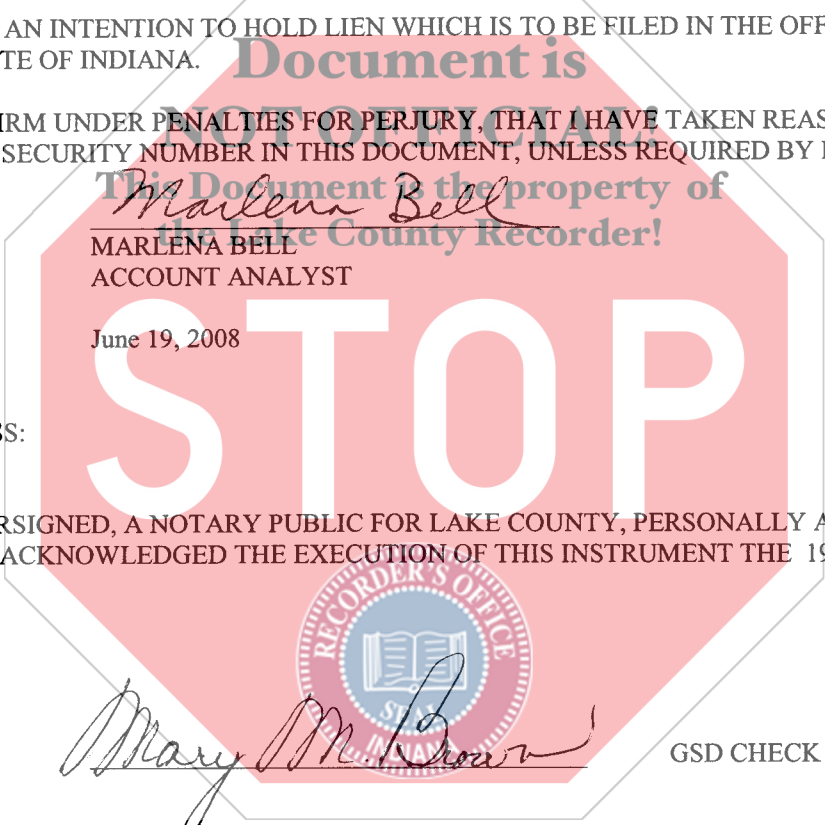 AN INTENTION TO HOLD LIEN WHICH IS TO BE FILED IN THE OFF
TE OF INDIANA.
Document is
NOT OFFICIAL!
IRM UNDER PENALTIES FOR PERJURY, THAT I HAVE TAKEN REAS
SECURITY NUMBER IN THIS DOCUMENT, UNLESS REQUIRED BY
This Document is the property of
the Lake County Recorder!
Marlena Bell
MARLENA BELL
ACCOUNT ANALYST
June 19, 2008
STOP
SS:
RSIGNED, A NOTARY PUBLIC FOR LAKE COUNTY, PERSONALLY A
ACKNOWLEDGED THE EXECUTION OF THIS INSTRUMENT THE 19
RECORDER'S OFFICE
SEAL
INDIANA
Mary M. Brown
GSD CHECK